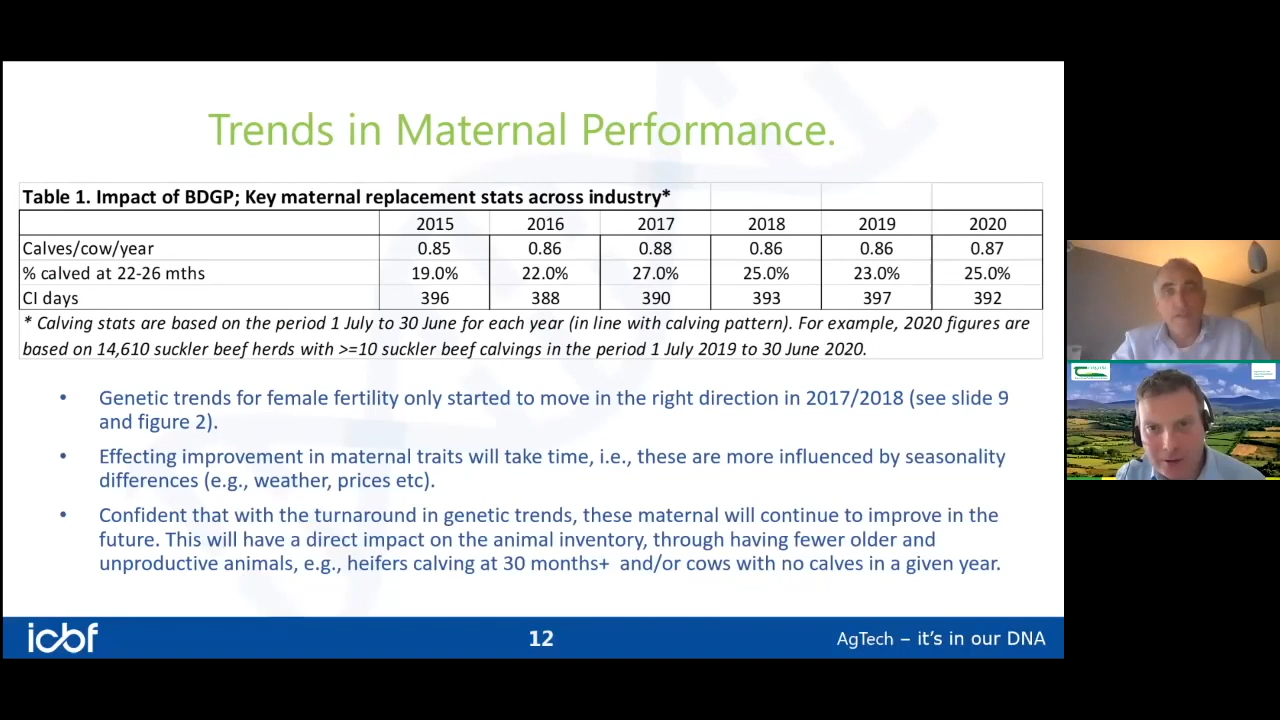 Trends in Maternal Performance.
Table 1. Impact of BDGP; Key maternal replacement stats across industry*
2015 2016 2017 2018 2019 2020
Calves/cow/year 0.85 0.86 0.88 0.86 0.86 0.87
% calved at 22-26 mths 19.0% 22.0% 27.0% 25.0% 23.0% 25.0%
CI days 396 388 390 393 397 392
* Calving stats are based on the period 1 July to 30 June for each year (in line with calving pattern). For example, 2020 figures are
based on 14,610 suckler beef herds with >=10 suckler beef calvings in the period 1 July 2019 to 30 June 2020.
• Genetic trends for female fertility only started to move in the right direction in 2017/2018 (see slide 9
and figure 2).
• Effecting improvement in maternal traits will take time, i.e., these are more influenced by seasonality
differences (e.g., weather, prices etc).
• Confident that with the turnaround in genetic trends, these maternal will continue to improve in the
future. This will have a direct impact on the animal inventory, through having fewer older and
unproductive animals, e.g., heifers calving at 30 months+ and/or cows with no calves in a given year.
icbf
12
AgTech – it's in our DNA